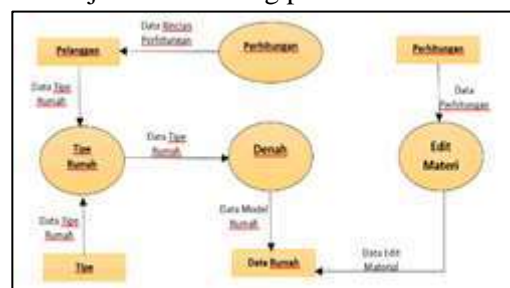 Data Rincian
Perhitungan
Pelanggan
Perhitungan
Perhitungan
Data Tipe
Rumah
Data
Perhitungan
Tipe
Rumah
Data Tipe
Rumah
Denah
Edit
Materi
Data Tipe
Rumah
Data Model
Rumah
Data Edit
Material
Tipe
Data Rumah